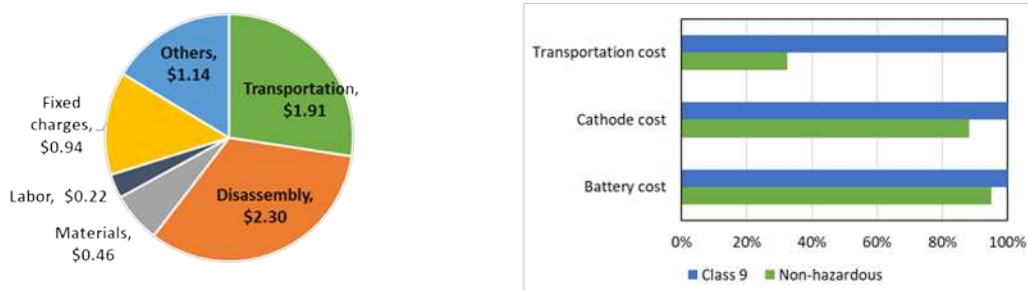 Others,
$1.14
Transportation,
$1.91
Fixed
charges,
$0.94
Labor, $0.22
Disassembly,
$2.30
Materials,
$0.46
Transportation cost
Cathode cost
Battery cost
0% 20% 40% 60% 80% 100%
Class 9 Non-hazardous